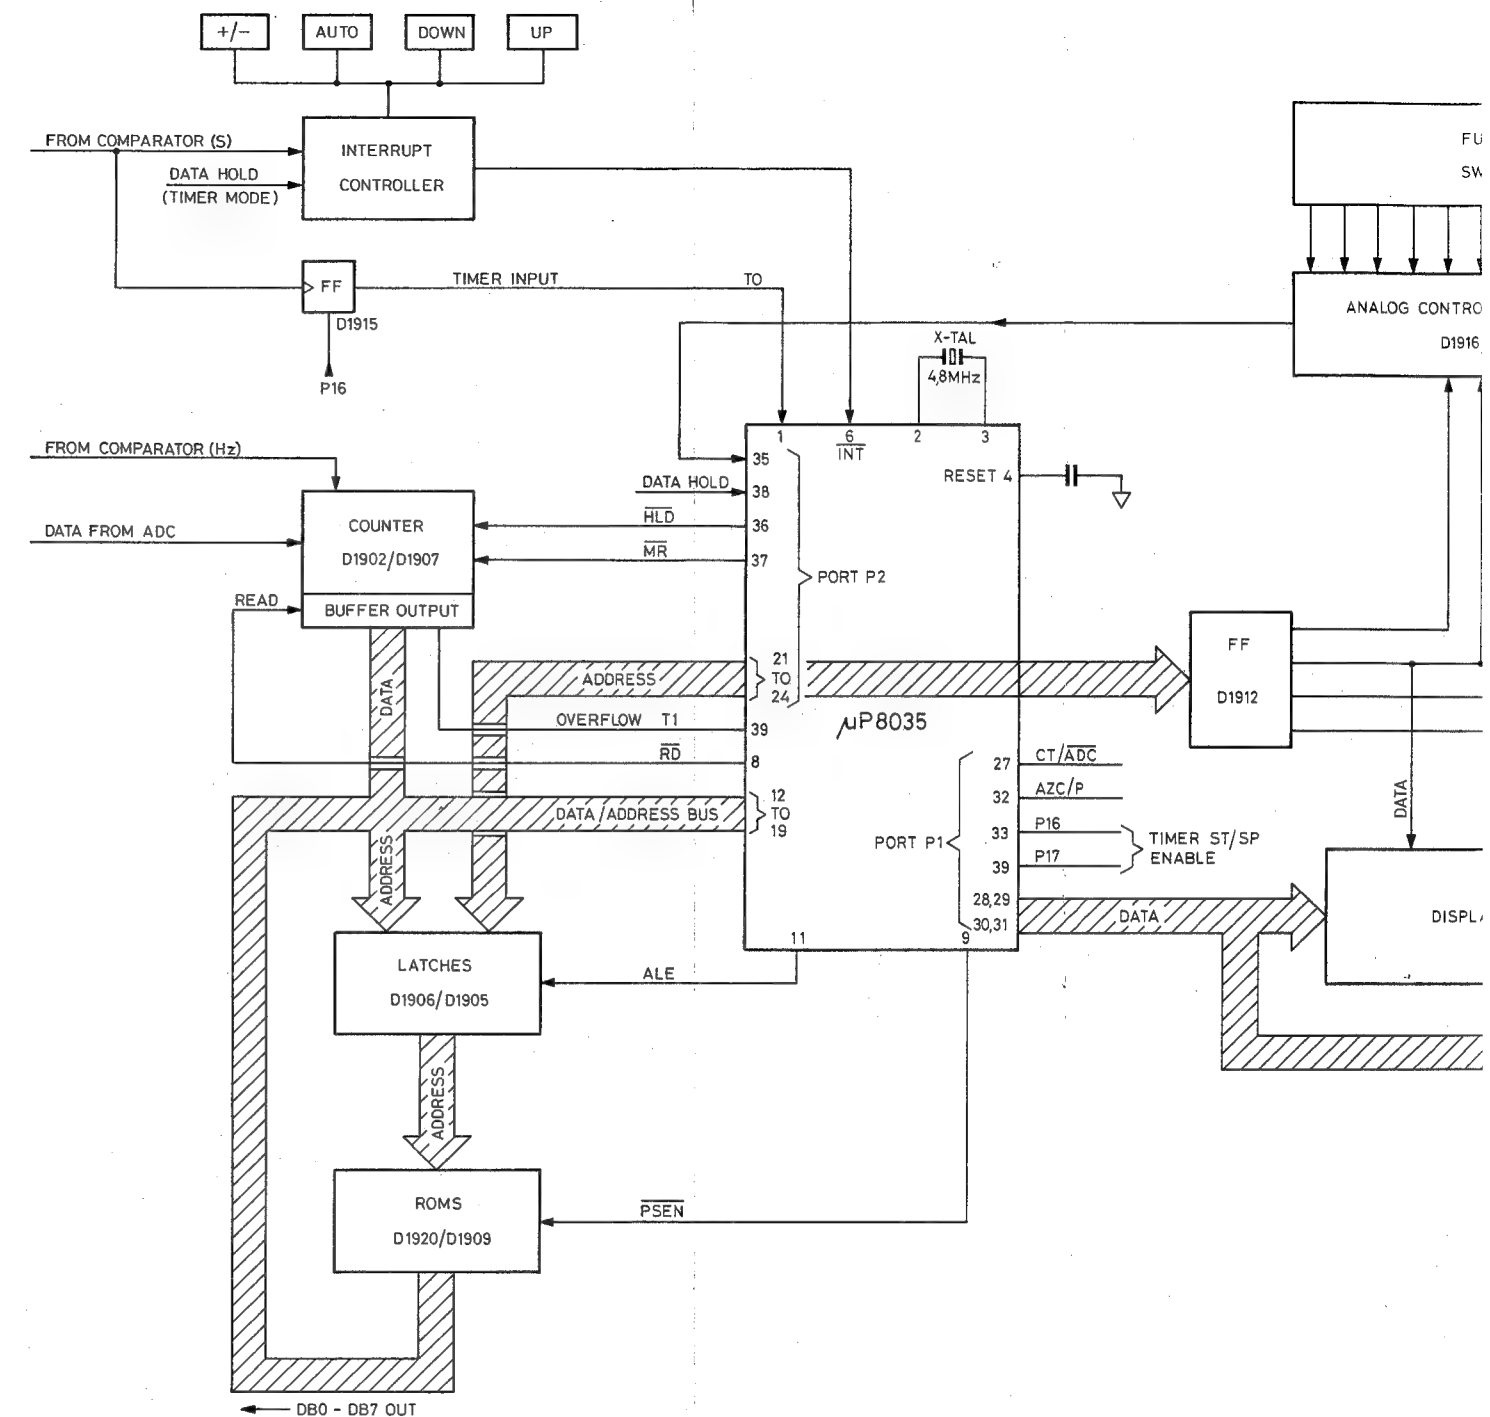 +/-
AUTO
DOWN
UP
FROM COMPARATOR (S)
DATA HOLD
(TIMER MODE)
INTERRUPT
CONTROLLER
FF
D1915
P16
TIMER INPUT
TO
X-TAL
4,8MHz
FU
SW
ANALOG CONTRO
D1916
FROM COMPARATOR (Hz)
DATA FROM ADC
COUNTER
D1902/D1907
BUFFER OUTPUT
READ
1
6
INT
2
3
35
DATA HOLD
38
HLD
36
MR
37
RESET 4
PORT P2
21
TO
24
ADDRESS
DATA
OVERFLOW T1
39
RD
8
12
TO
19
DATA/ADDRESS BUS
ADDRESS
µP8035
FF
D1912
27
CT/ADC
32
AZC/P
33
P16
39
P17
TIMER ST/SP
ENABLE
PORT P1
28,29
30,31
DATA
DATA
DISPLA
11
9
ALE
LATCHES
D1906/D1905
ADDRESS
ROMS
D1920/D1909
PSEN
DB0 - DB7 OUT